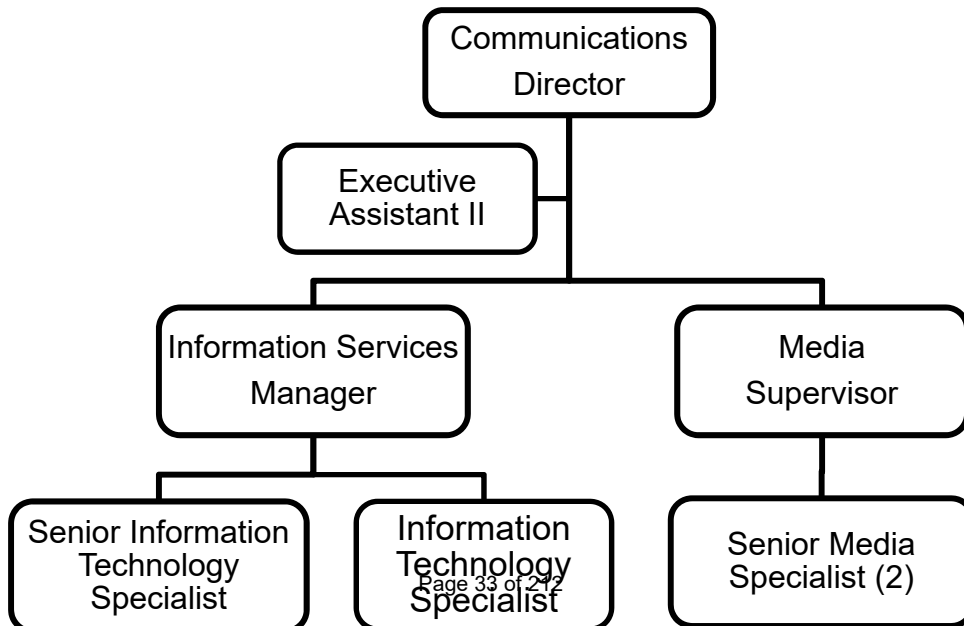 Communications
Director
Executive
Assistant II
Information Services
Manager
Media
Supervisor
Senior Information
Technology
Specialist
Information
Technology
Specialist
Page 33 of 212
Senior Media
Specialist (2)